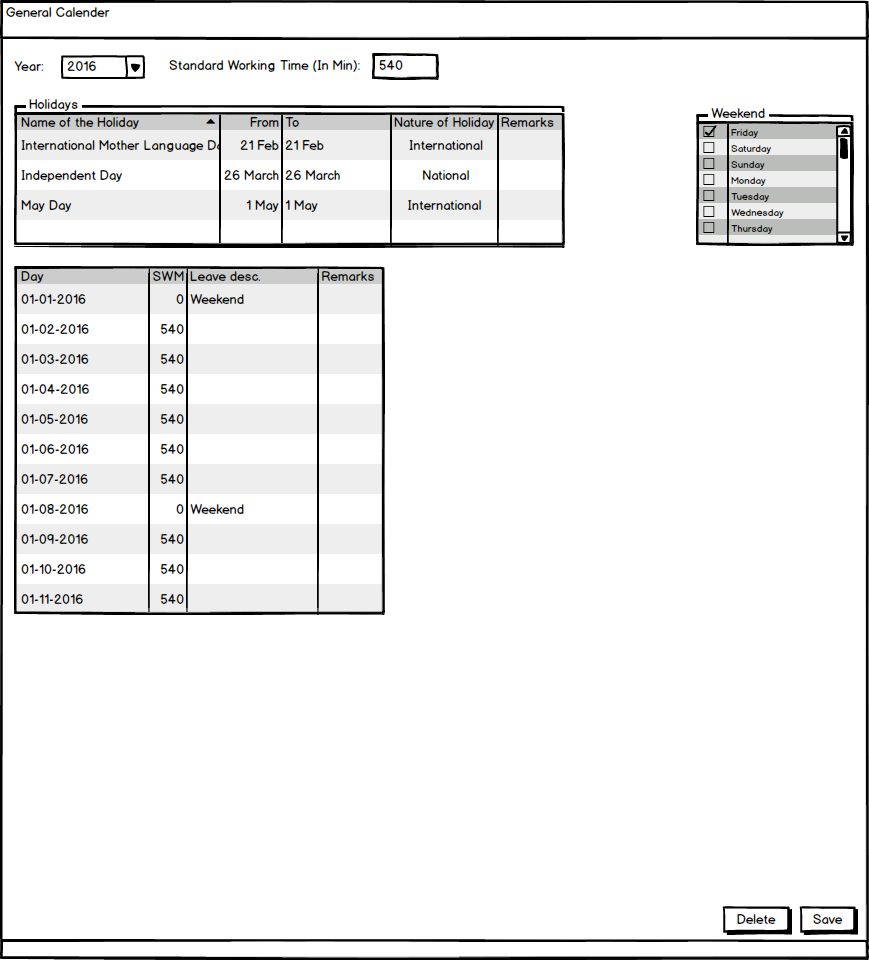 General Calender
Year: 2016 Standard Working Time (In Min): 540
Holidays
Name of the Holiday From To Nature of Holiday Remarks
International Mother Language Da 21 Feb 21 Feb International
Independent Day 26 March 26 March National
May Day 1 May 1 May International
Weekend
Friday
Saturday
Sunday
Monday
Tuesday
Wednesday
Thursday
Day SWM Leave desc. Remarks
01-01-2016 0 Weekend
01-02-2016 540
01-03-2016 540
01-04-2016 540
01-05-2016 540
01-06-2016 540
01-07-2016 540
01-08-2016 0 Weekend
01-09-2016 540
01-10-2016 540
01-11-2016 540
Delete Save